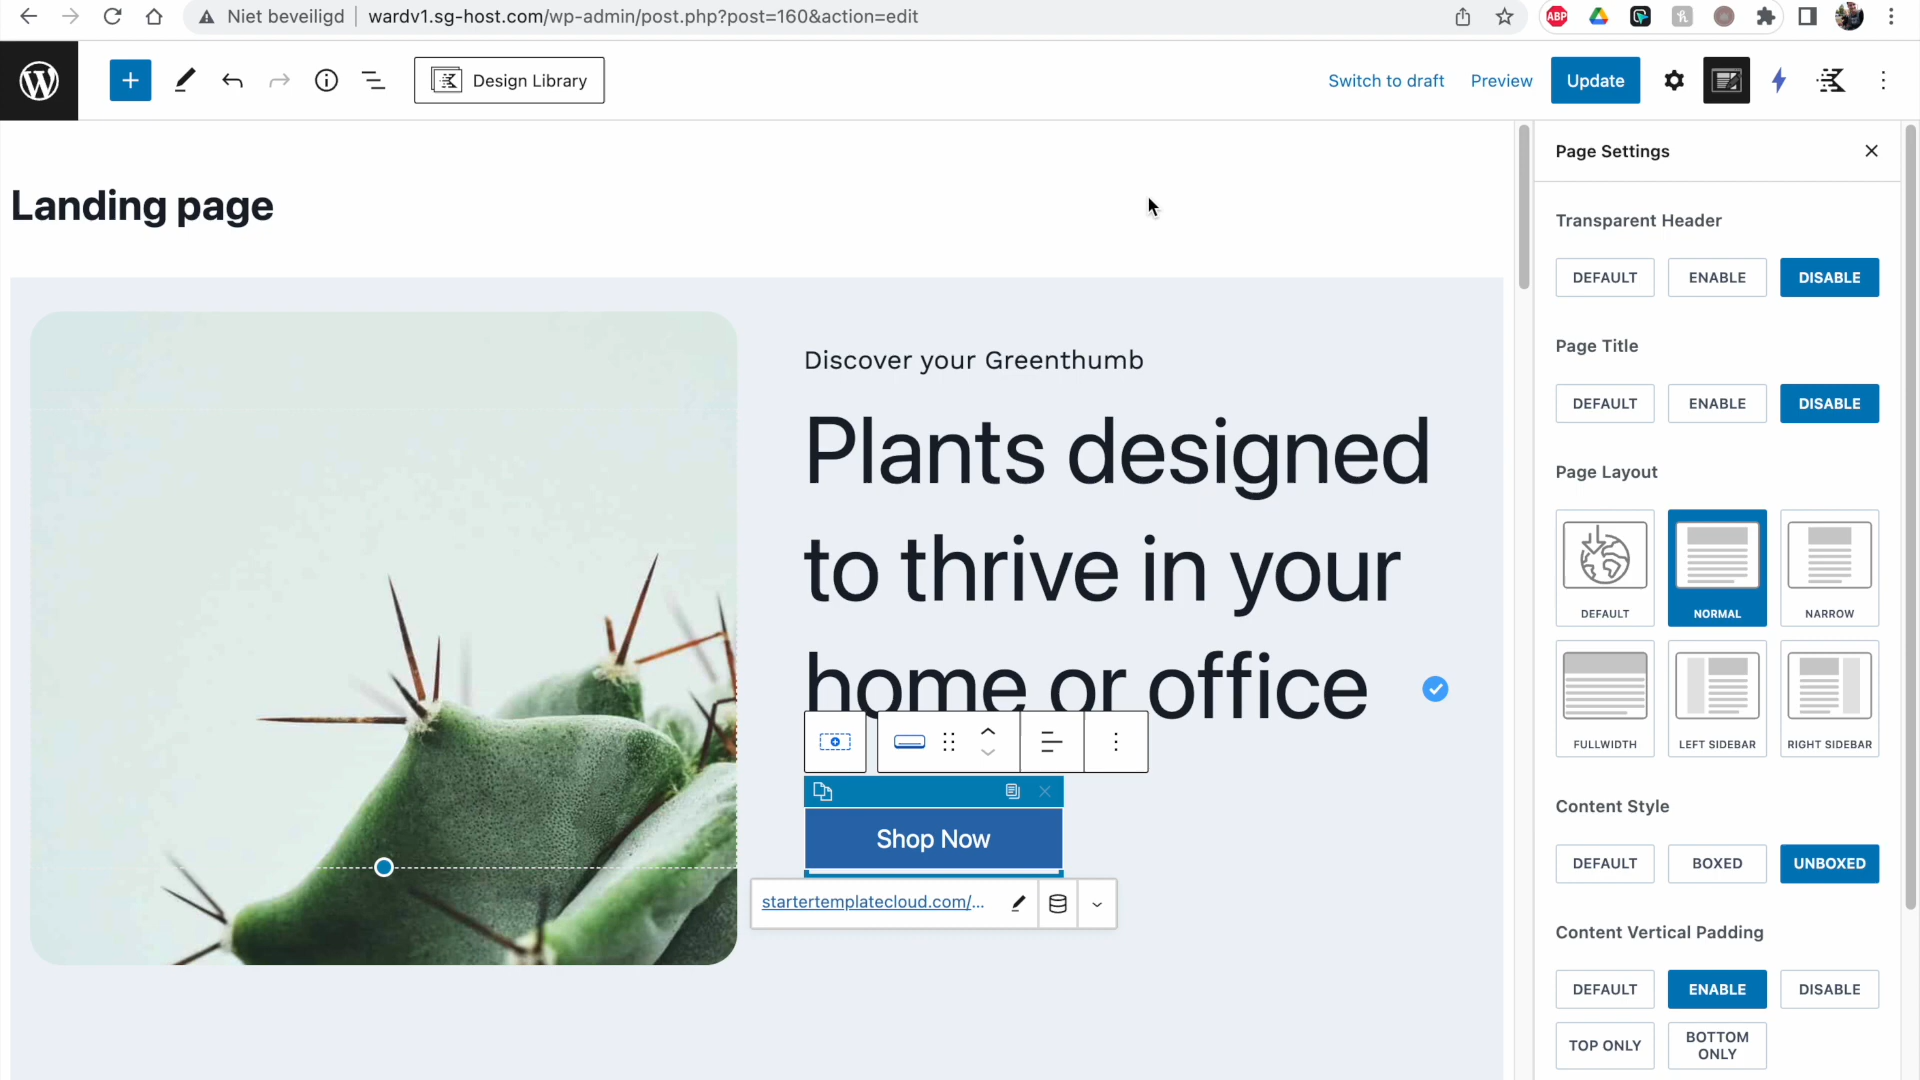 Niet beveiligd
wardv1.sg-host.com/wp-admin/post.php?post=160&action=edit
ABP
Design Library
Switch to draft
Preview
Update
Landing page
Discover your Greenthumb
Plants designed
to thrive in your
home or office
Shop Now
startertemplatecloud.com/...
Page Settings
Transparent Header
DEFAULT
ENABLE
DISABLE
Page Title
DEFAULT
ENABLE
DISABLE
Page Layout
DEFAULT
NORMAL
NARROW
FULLWIDTH
LEFT SIDEBAR
RIGHT SIDEBAR
Content Style
DEFAULT
BOXED
UNBOXED
Content Vertical Padding
DEFAULT
ENABLE
DISABLE
TOP ONLY
BOTTOM
ONLY